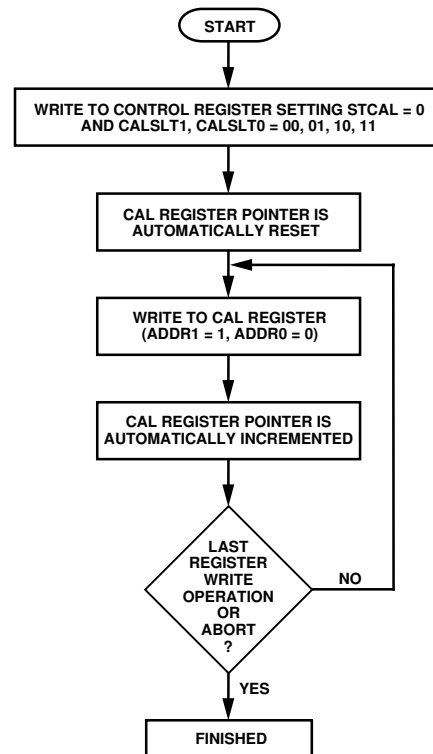 START
WRITE TO CONTROL REGISTER SETTING STCAL = 0
AND CALSLT1, CALSLT0 = 00, 01, 10, 11
CAL REGISTER POINTER IS
AUTOMATICALLY RESET
WRITE TO CAL REGISTER
(ADDR1 = 1, ADDR0 = 0)
CAL REGISTER POINTER IS
AUTOMATICALLY INCREMENTED
LAST
REGISTER
WRITE
OPERATION
OR
ABORT
?
NO
YES
FINISHED